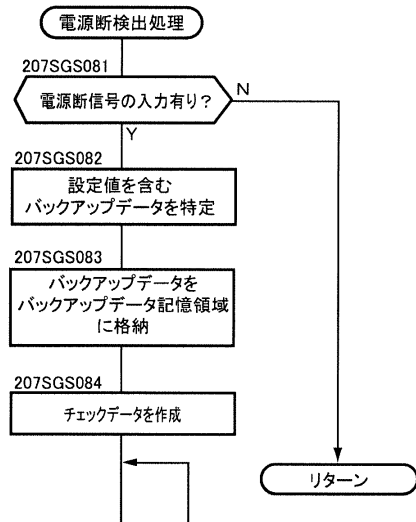 電源断検出処理
207SGS081
電源断信号の入力有り?
N
Y
207SGS082
設定値を含む
バックアップデータを特定
207SGS083
バックアップデータを
バックアップデータ記憶領域
に格納
207SGS084
チェックデータを作成
リターン